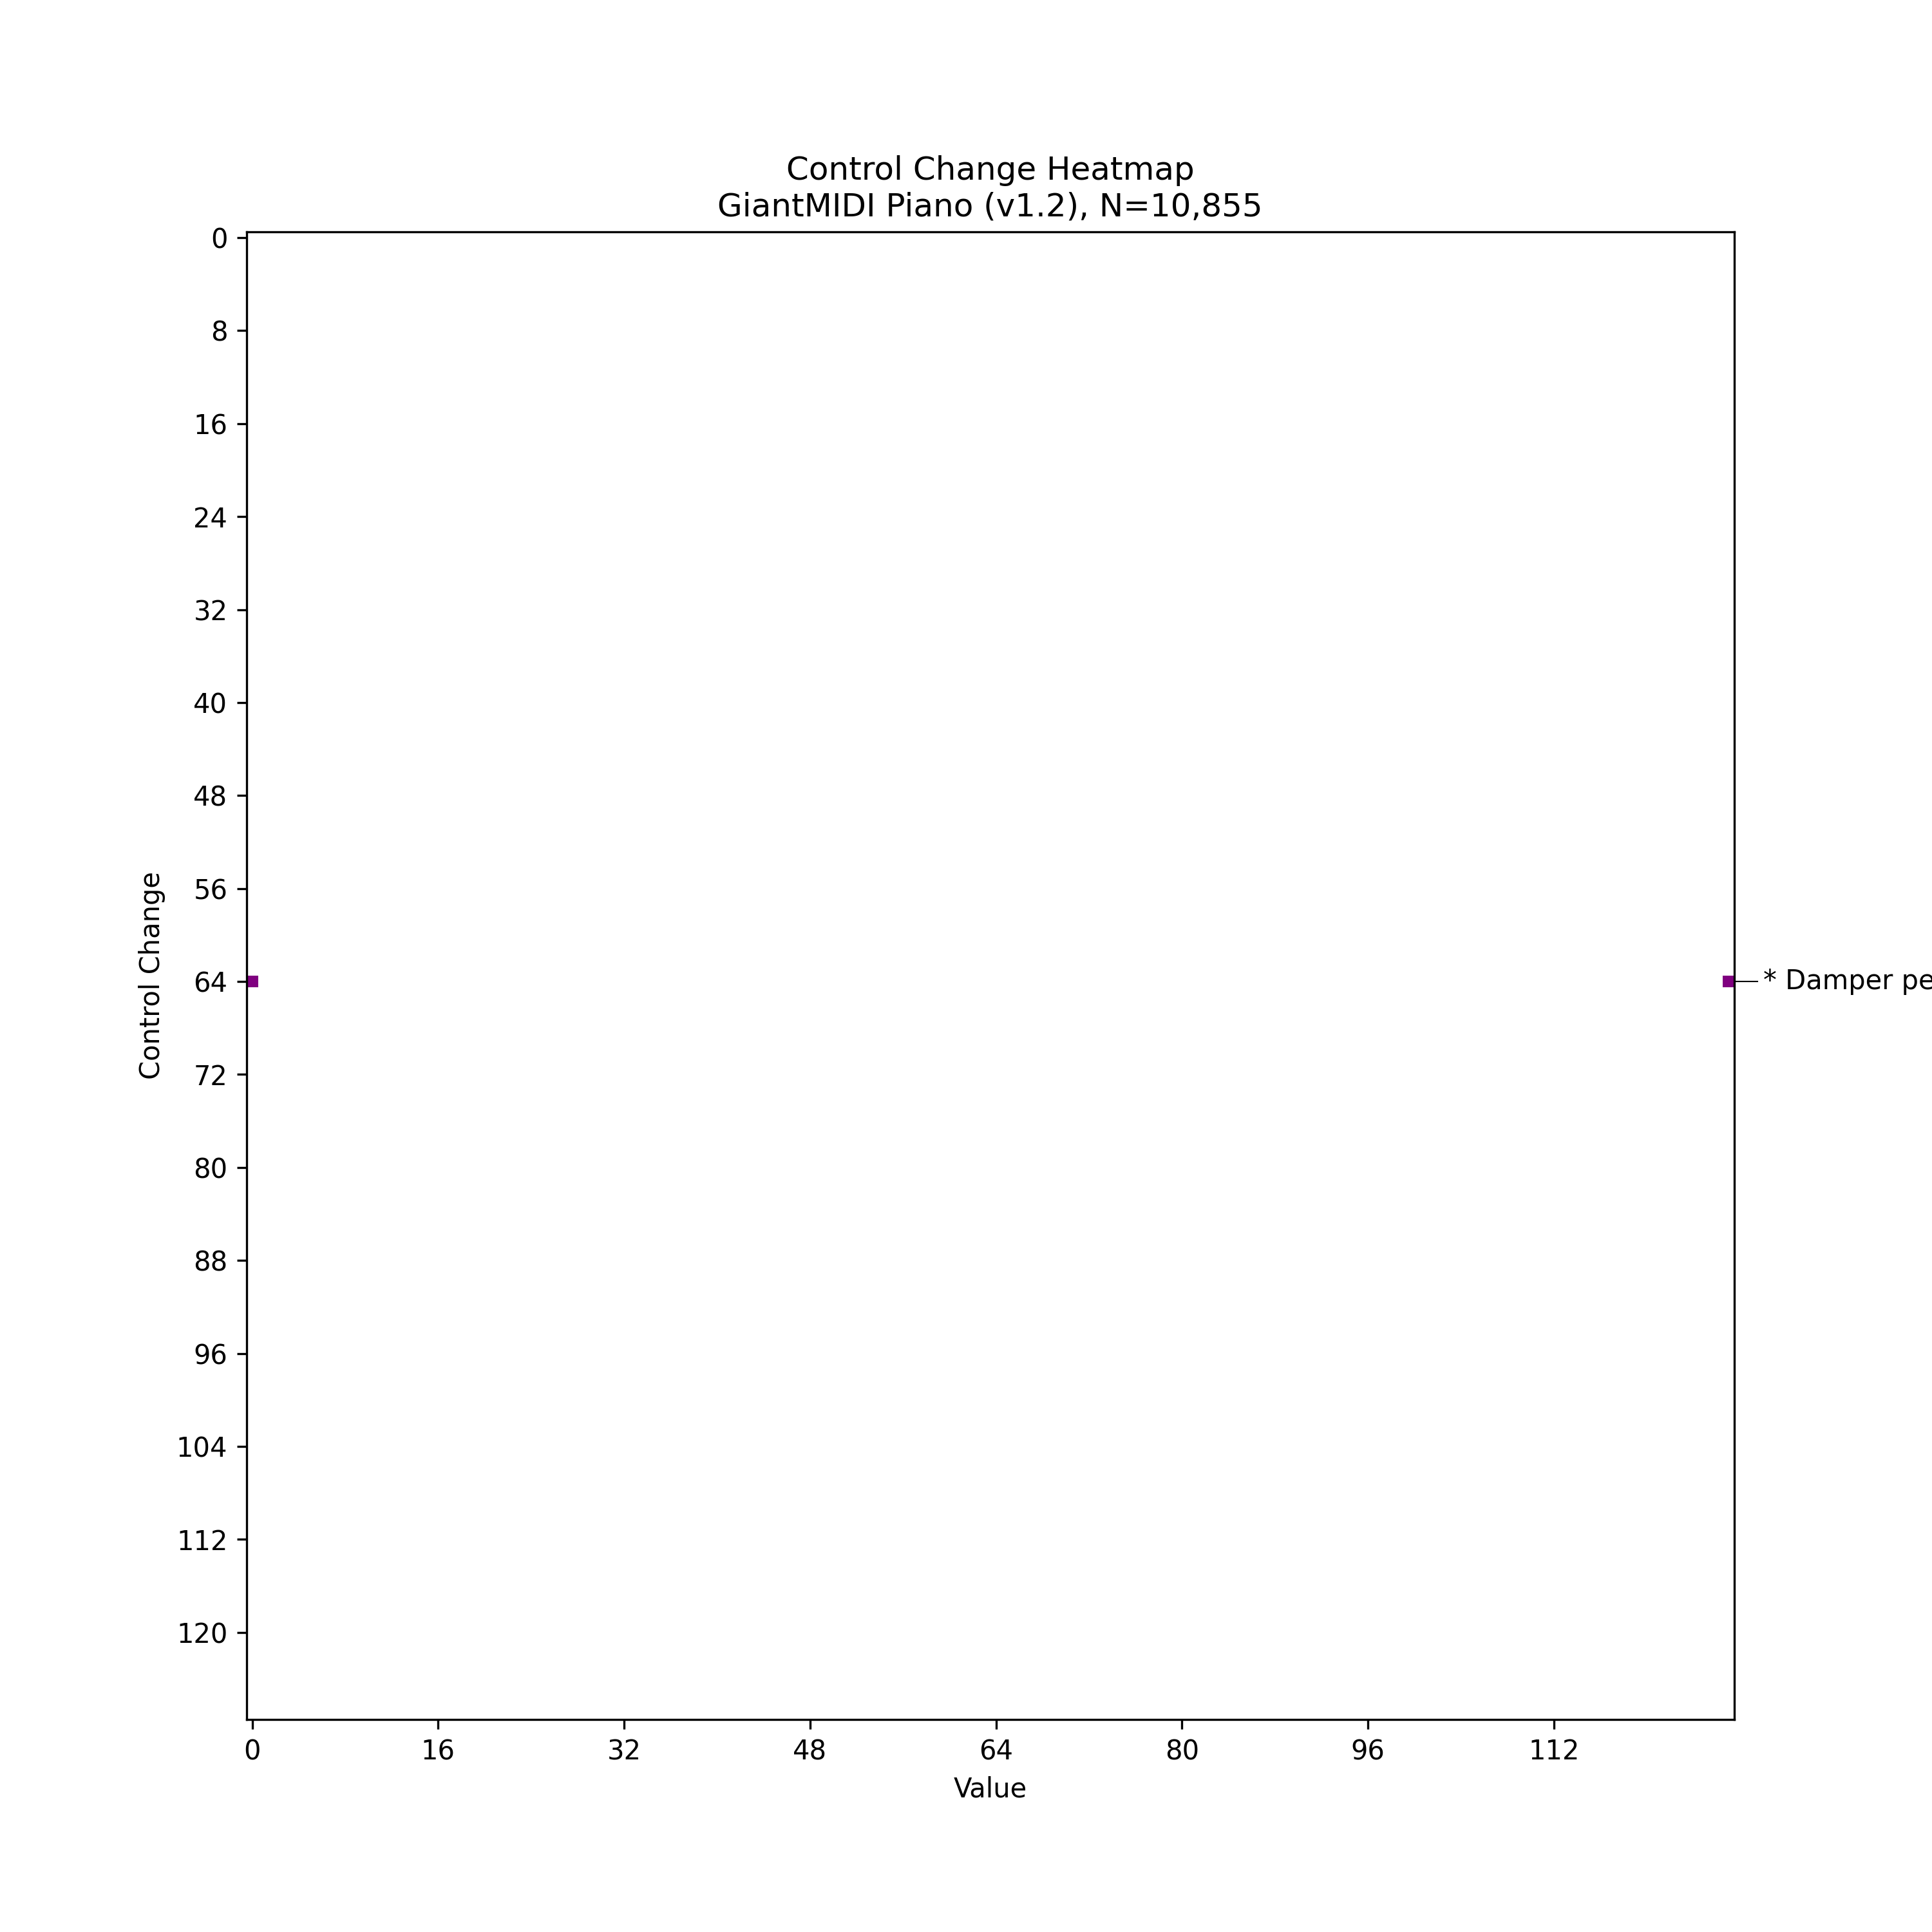 Control Change Heatmap
GiantMIDI Piano (v1.2), N=10,855
0
8
16
24
32
40
48
56
64
72
80
88
96
104
112
120
Control Change
* Damper pe
0 16 32 48 64 80 96 112
Value